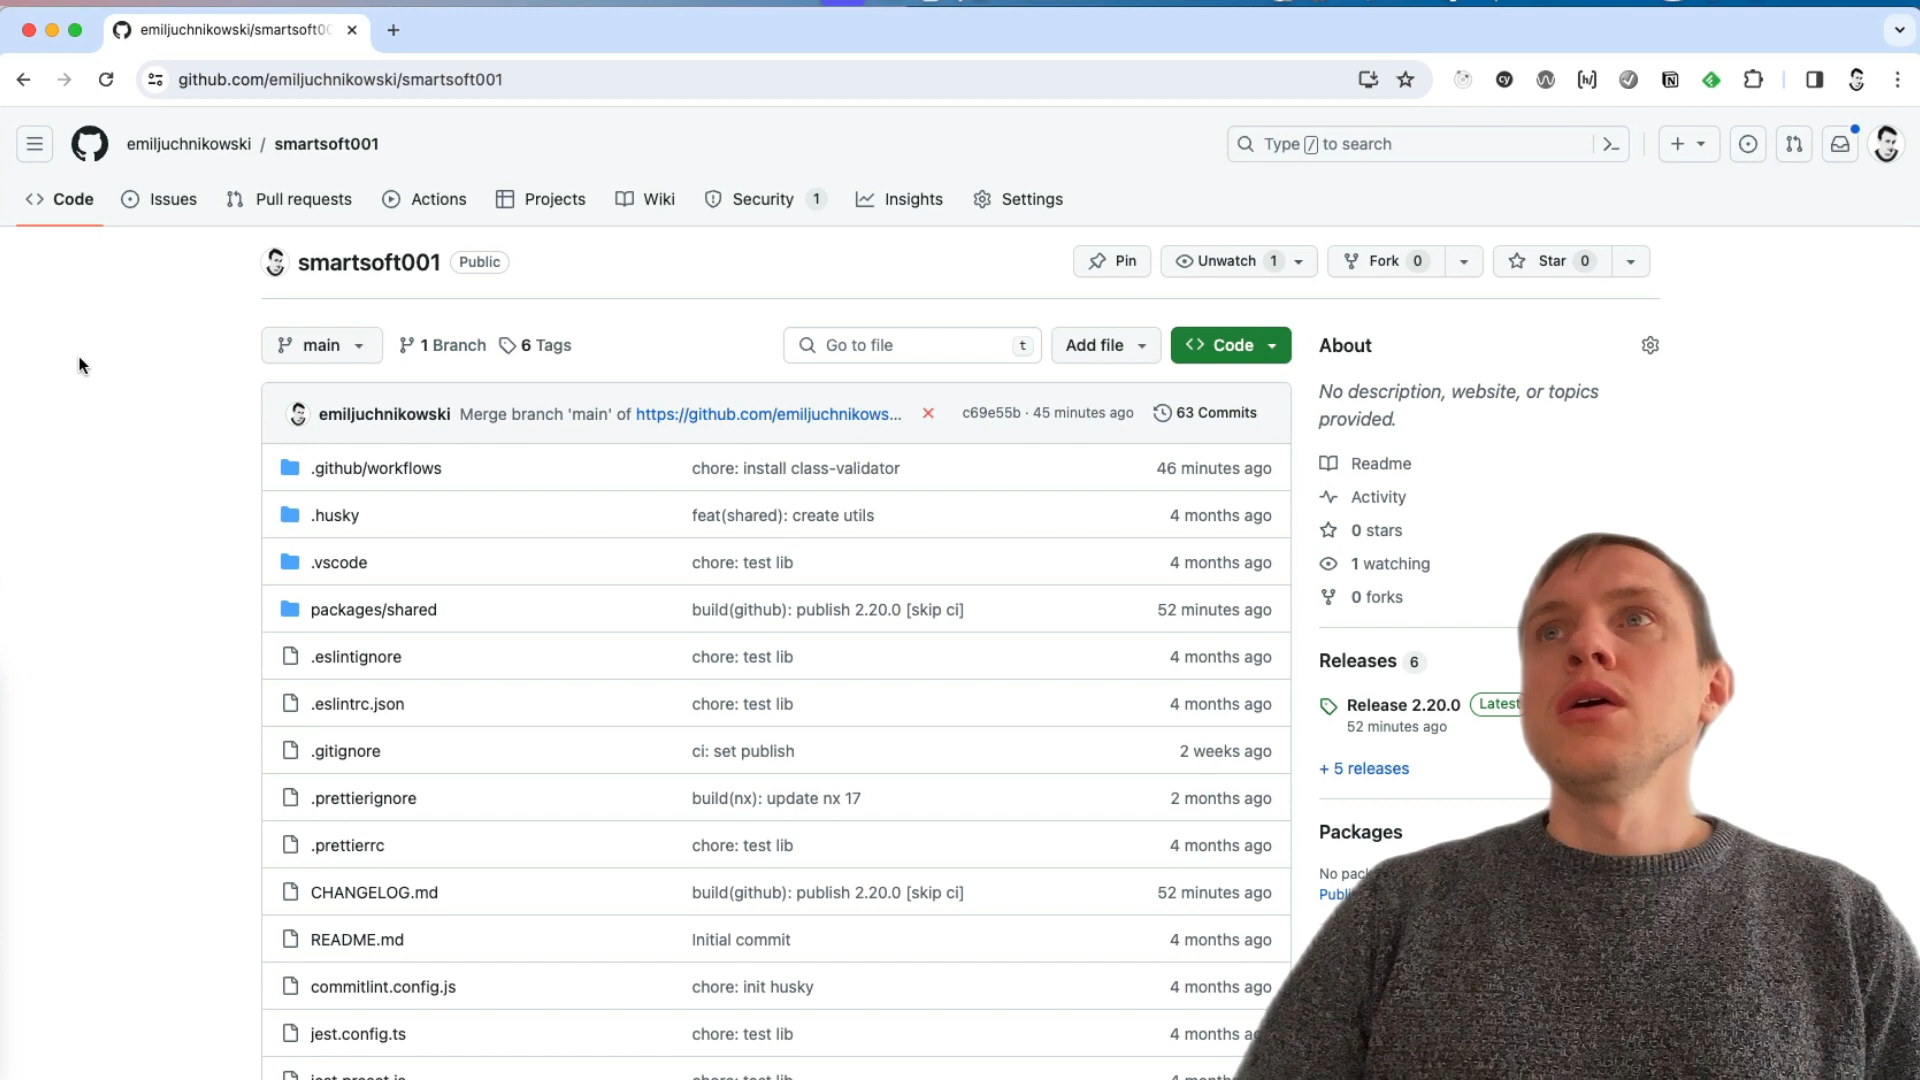 emiljuchnikowski/smartsoft00
github.com/emiljuchnikowski/smartsoft001
emiljuchnikowski / smartsoft001
Type / to search
Code Issues Pull requests Actions Projects Wiki Security 1 Insights Settings
smartsoft001 Public
Pin Unwatch 1 Fork 0 Star 0
main 1 Branch 6 Tags Go to file t Add file Code
About
No description, website, or topics
provided.
emiljuchnikowski Merge branch 'main' of https://github.com/emiljuchnikows... c69e55b · 45 minutes ago 63 Commits
.github/workflows chore: install class-validator 46 minutes ago
Readme
.husky feat(shared): create utils 4 months ago
Activity
0 stars
.vscode chore: test lib 4 months ago
1 watching
packages/shared build(github): publish 2.20.0 [skip ci] 52 minutes ago
0 forks
.eslintignore chore: test lib 4 months ago
Releases 6
.eslintrc.json chore: test lib 4 months ago
Release 2.20.0 Latest
52 minutes ago
.gitignore ci: set publish 2 weeks ago
+ 5 releases
.prettierignore build(nx): update nx 17 2 months ago
Packages
.prettierrc chore: test lib 4 months ago
No
CHANGELOG.md build(github): publish 2.20.0 [skip ci] 52 minutes ago
README.md Initial commit 4 months ago
commitlint.config.js chore: init husky 4 months ago
jest.config.ts chore: test lib 4 months